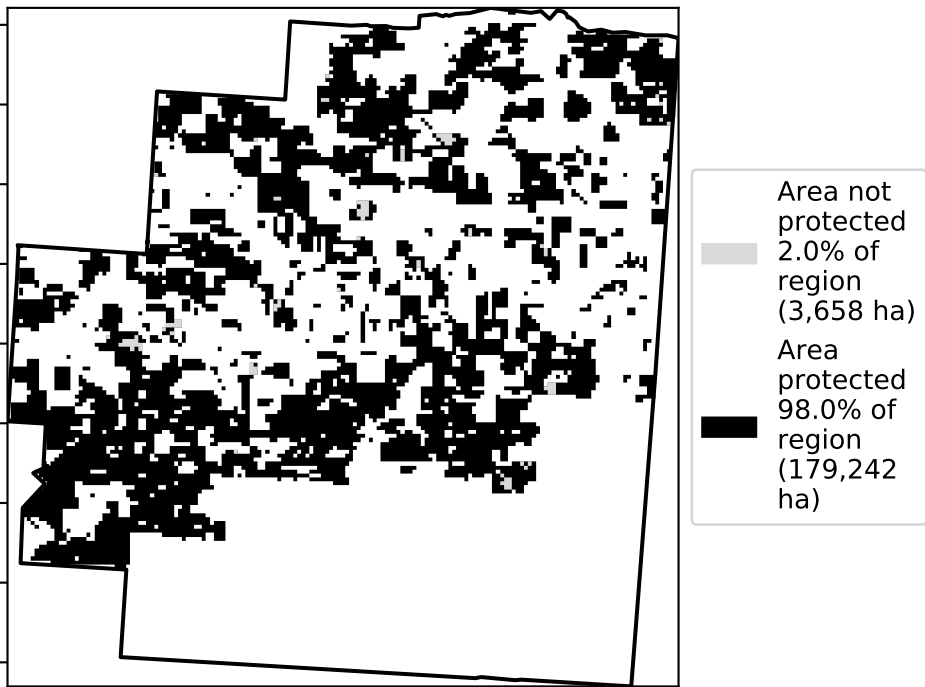 Area not
protected
2.0% of
region
(3,658 ha)
Area
protected
98.0% of
region
(179,242
ha)